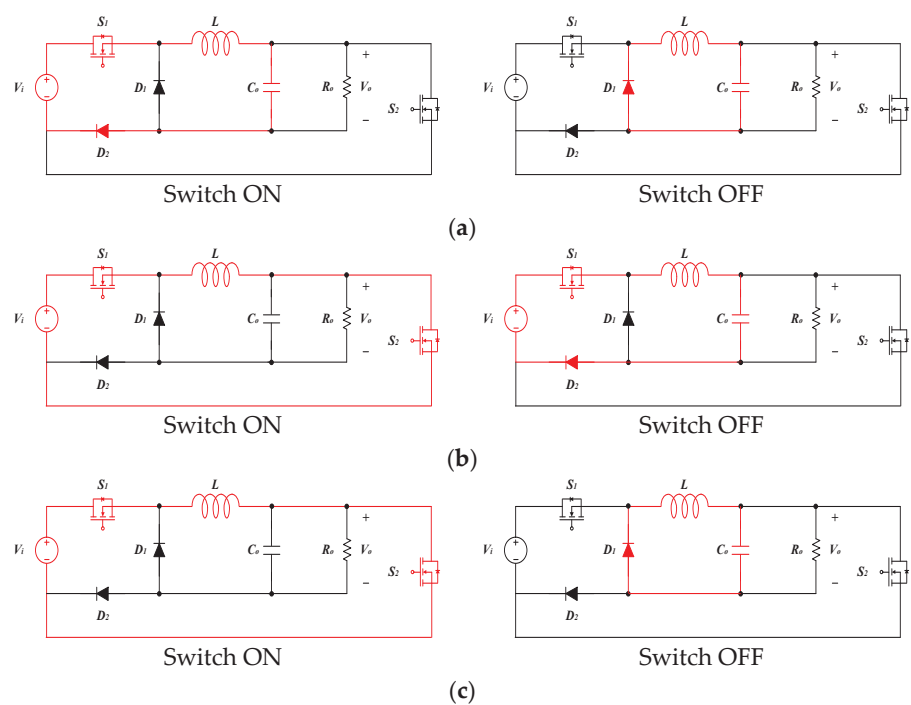 S1 L S1 L
Vi + − D1 Co Ro + Vo − S2 Vi + − D1 Co Ro + Vo − S2
D2 D2
Switch ON Switch OFF
(a)
S1 L S1 L
Vi + − D1 Co Ro + Vo − S2 Vi + − D1 Co Ro + Vo − S2
D2 D2
Switch ON Switch OFF
(b)
S1 L S1 L
Vi + − D1 Co Ro + Vo − S2 Vi + − D1 Co Ro + Vo − S2
D2 D2
Switch ON Switch OFF
(c)